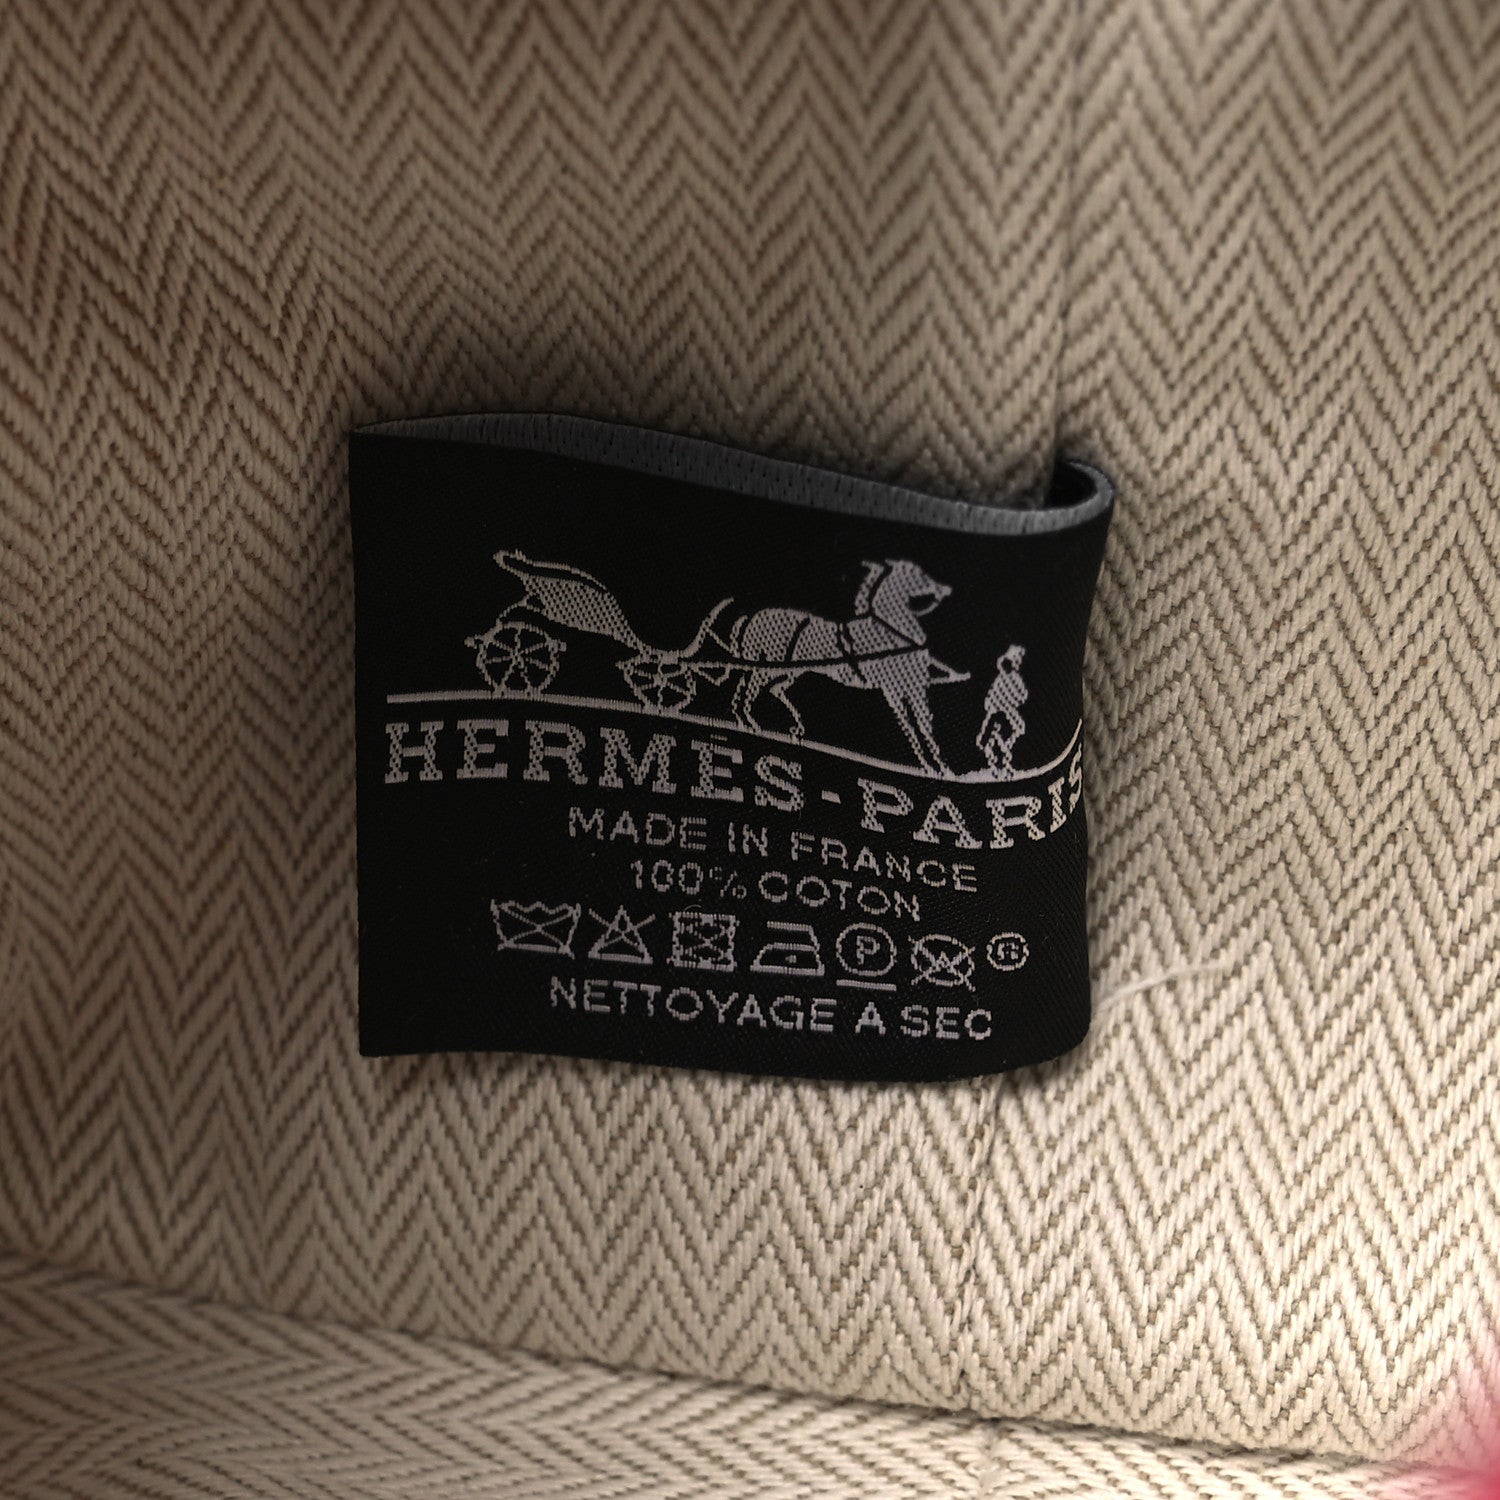 HERMÈS-PARIS
MADE IN FRANCE
100% COTON
P ®
NETTOYAGE A SEC